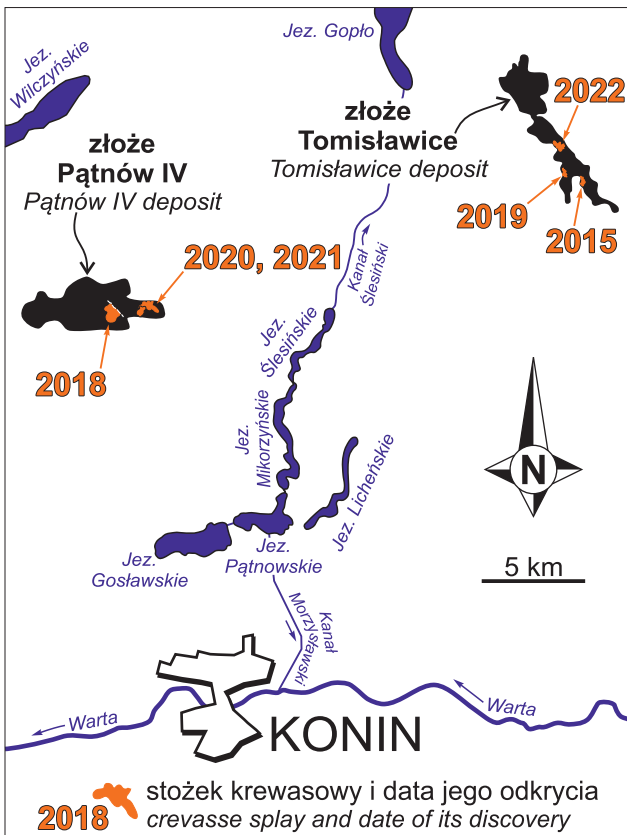 Jez. Gopło
Jez.
Wilczyńskie
złoże
Pątnów IV
Pątnów IV deposit
złoże
Tomisławice
Tomisławice deposit
2022
2019
2015
2020, 2021
2018
Kanał
Ślesiński
Jez.
Ślesińskie
Jez.
Mikorzyńskie
Jez. Licheńskie
Jez.
Gosławskie
Jez.
Pątnowskie
N
5 km
Kanał
Morzysławski
Warta
Warta
KONIN
2018
stożek krewasowy i data jego odkrycia
crevasse splay and date of its discovery